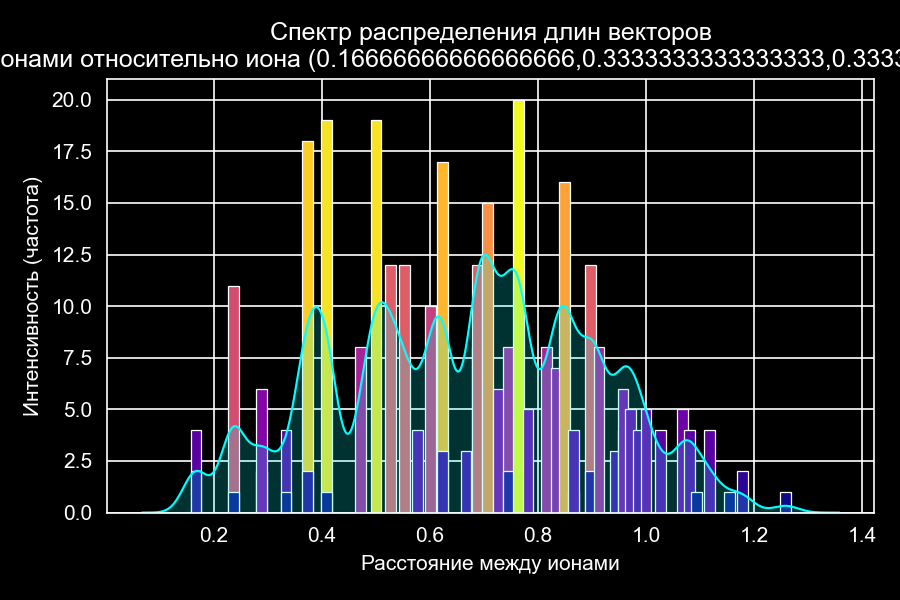 Спектр распределения длин векторов
онами относительно иона (0.16666666666666666,0.3333333333333333,0.333
Интенсивность (частота)
20.0
17.5
15.0
12.5
10.0
7.5
5.0
2.5
0.0
0.2 0.4 0.6 0.8 1.0 1.2 1.4
Расстояние между ионами